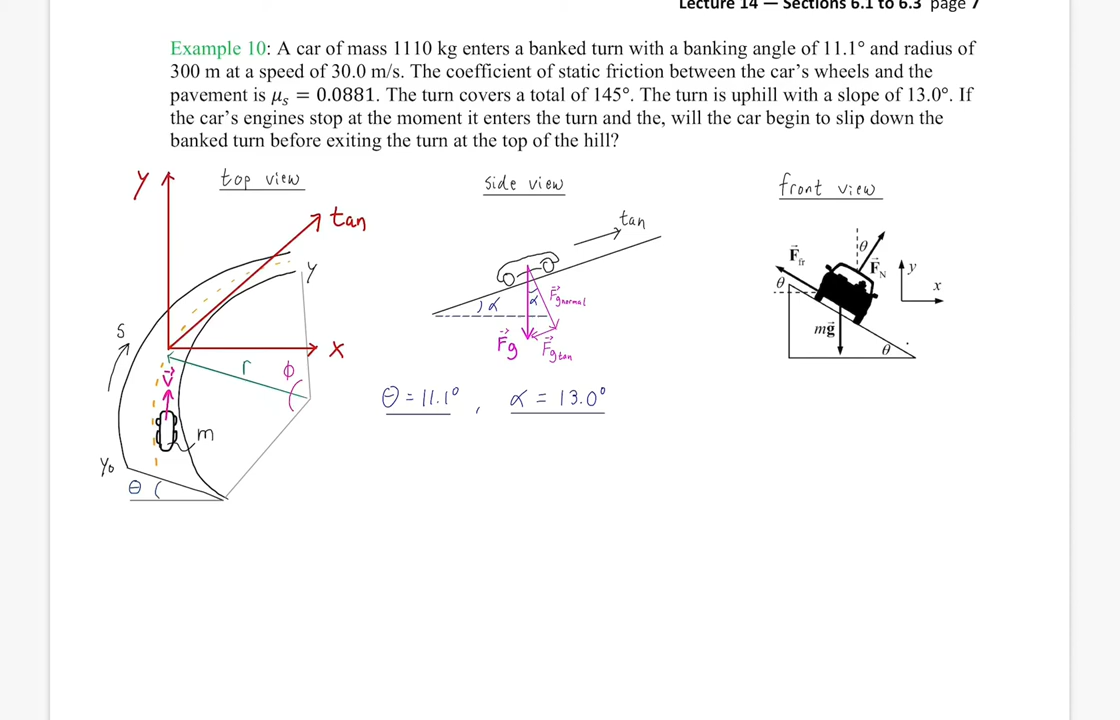 Lecture 14 — Sections 6.1 to 6.3 page 7
Example 10: A car of mass 1110 kg enters a banked turn with a banking angle of 11.1° and radius of
300 m at a speed of 30.0 m/s. The coefficient of static friction between the car's wheels and the
pavement is μₛ = 0.0881. The turn covers a total of 145°. The turn is uphill with a slope of 13.0°. If
the car's engines stop at the moment it enters the turn and the, will the car begin to slip down the
banked turn before exiting the turn at the top of the hill?
top view
side view
front view
y
tan
x
y
s
r
ϕ
v⃗
m
y₀
θ
tan
α
α
F⃗g normal
F⃗g
F⃗g tan
θ = 11.1° , α = 13.0°
F⃗fr
θ
θ
F⃗N
y
x
mg⃗
θ